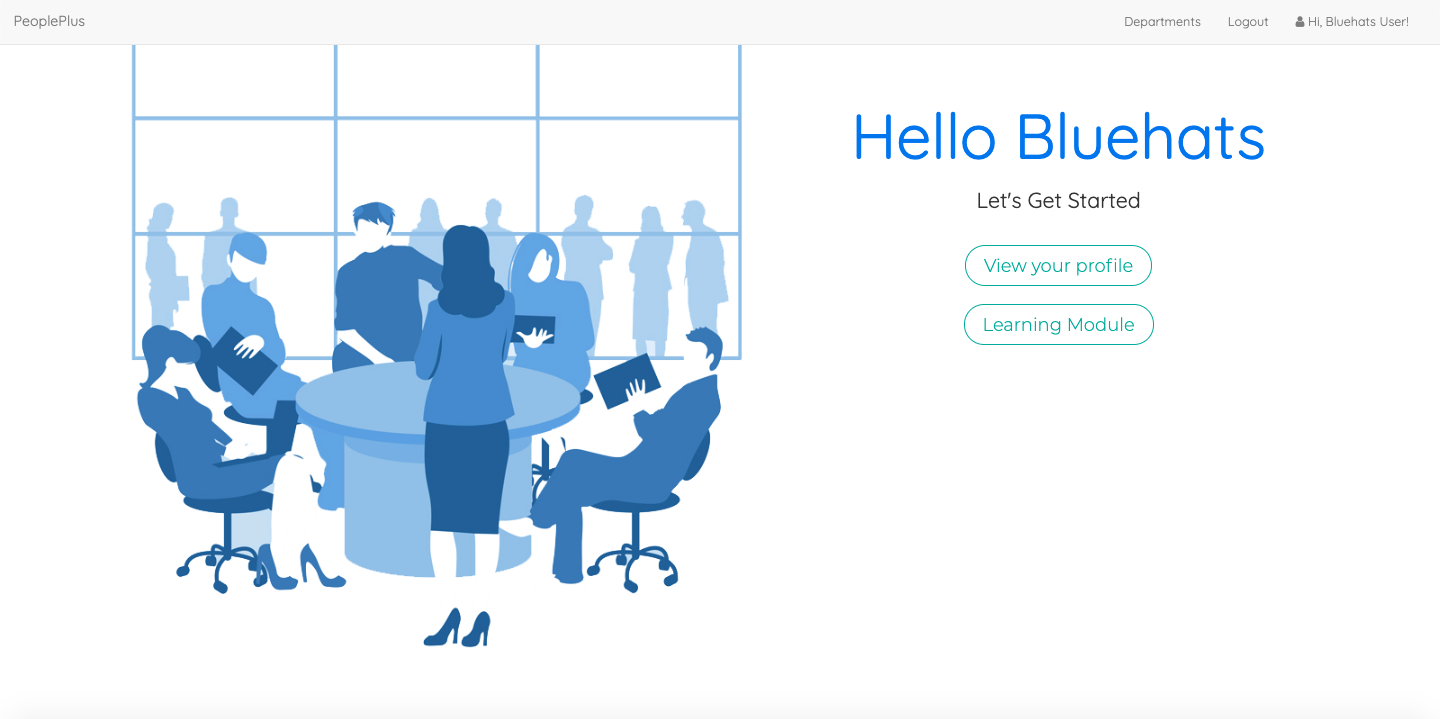 PeoplePlus
Departments
Logout
Hi, Bluehats User!
Hello Bluehats
Let's Get Started
View your profile
Learning Module